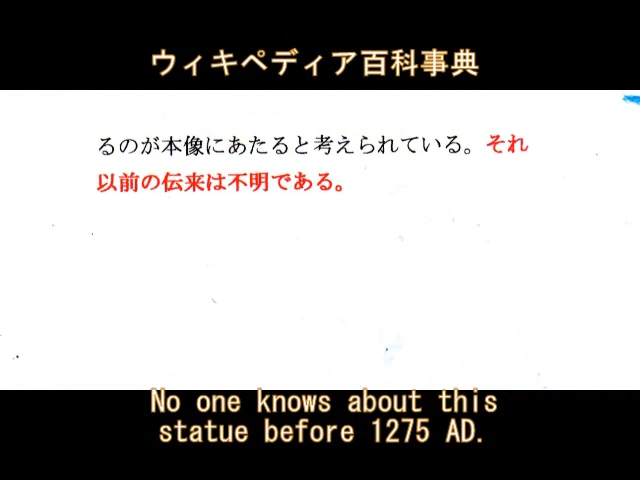 ウィキペディア百科事典
るのが本像にあたると考えられている。それ
以前の伝来は不明である。
No one knows about this
statue before 1275 AD.